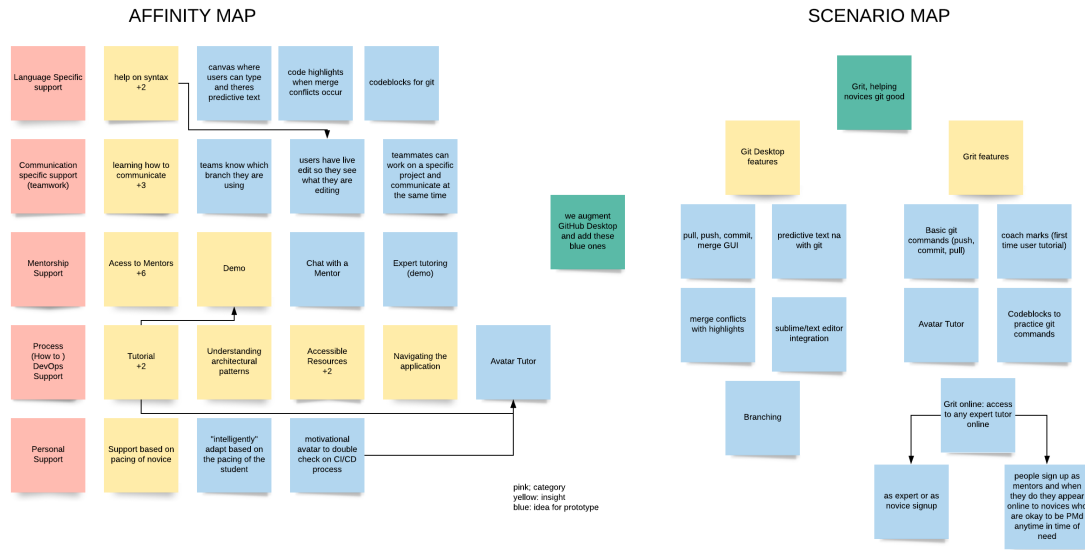 AFFINITY MAP
SCENARIO MAP
Language Specific
support
help on syntax
+2
canvas where
users can type
and theres
predictive text
code highlights
when merge
conflicts occur
codeblocks for git
Communication
specific support
(teamwork)
learning how to
communicate
+3
teams know which
branch they are
using
users have live
edit so they see
what they are
editing
teammates can
work on a specific
project and
communicate at
the same time
Mentorship
Support
Acess to Mentors
+6
Demo
Chat with a
Mentor
Expert tutoring
(demo)
Process
(How to )
DevOps
Support
Tutorial
+2
Understanding
architectural
patterns
Accessible
Resources
+2
Navigating the
application
Avatar Tutor
Personal
Support
Support based on
pacing of novice
"intelligently"
adapt based on
the pacing of the
student
motivational
avatar to double
check on CI/CD
process
pink; category
yellow: insight
blue: idea for prototype
we augment
GitHub Desktop
and add these
blue ones
Grit, helping
novices git good
Git Desktop
features
Grit features
pull, push, commit,
merge GUI
predictive text na
with git
Basic git
commands (push,
commit, pull)
coach marks (first
time user tutorial)
merge conflicts
with highlights
sublime/text editor
integration
Avatar Tutor
Codeblocks to
practice git
commands
Branching
Grit online: access
to any expert tutor
online
as expert or as
novice signup
people sign up as
mentors and when
they do they appear
online to novices who
are okay to be PMd
anytime in time of
need